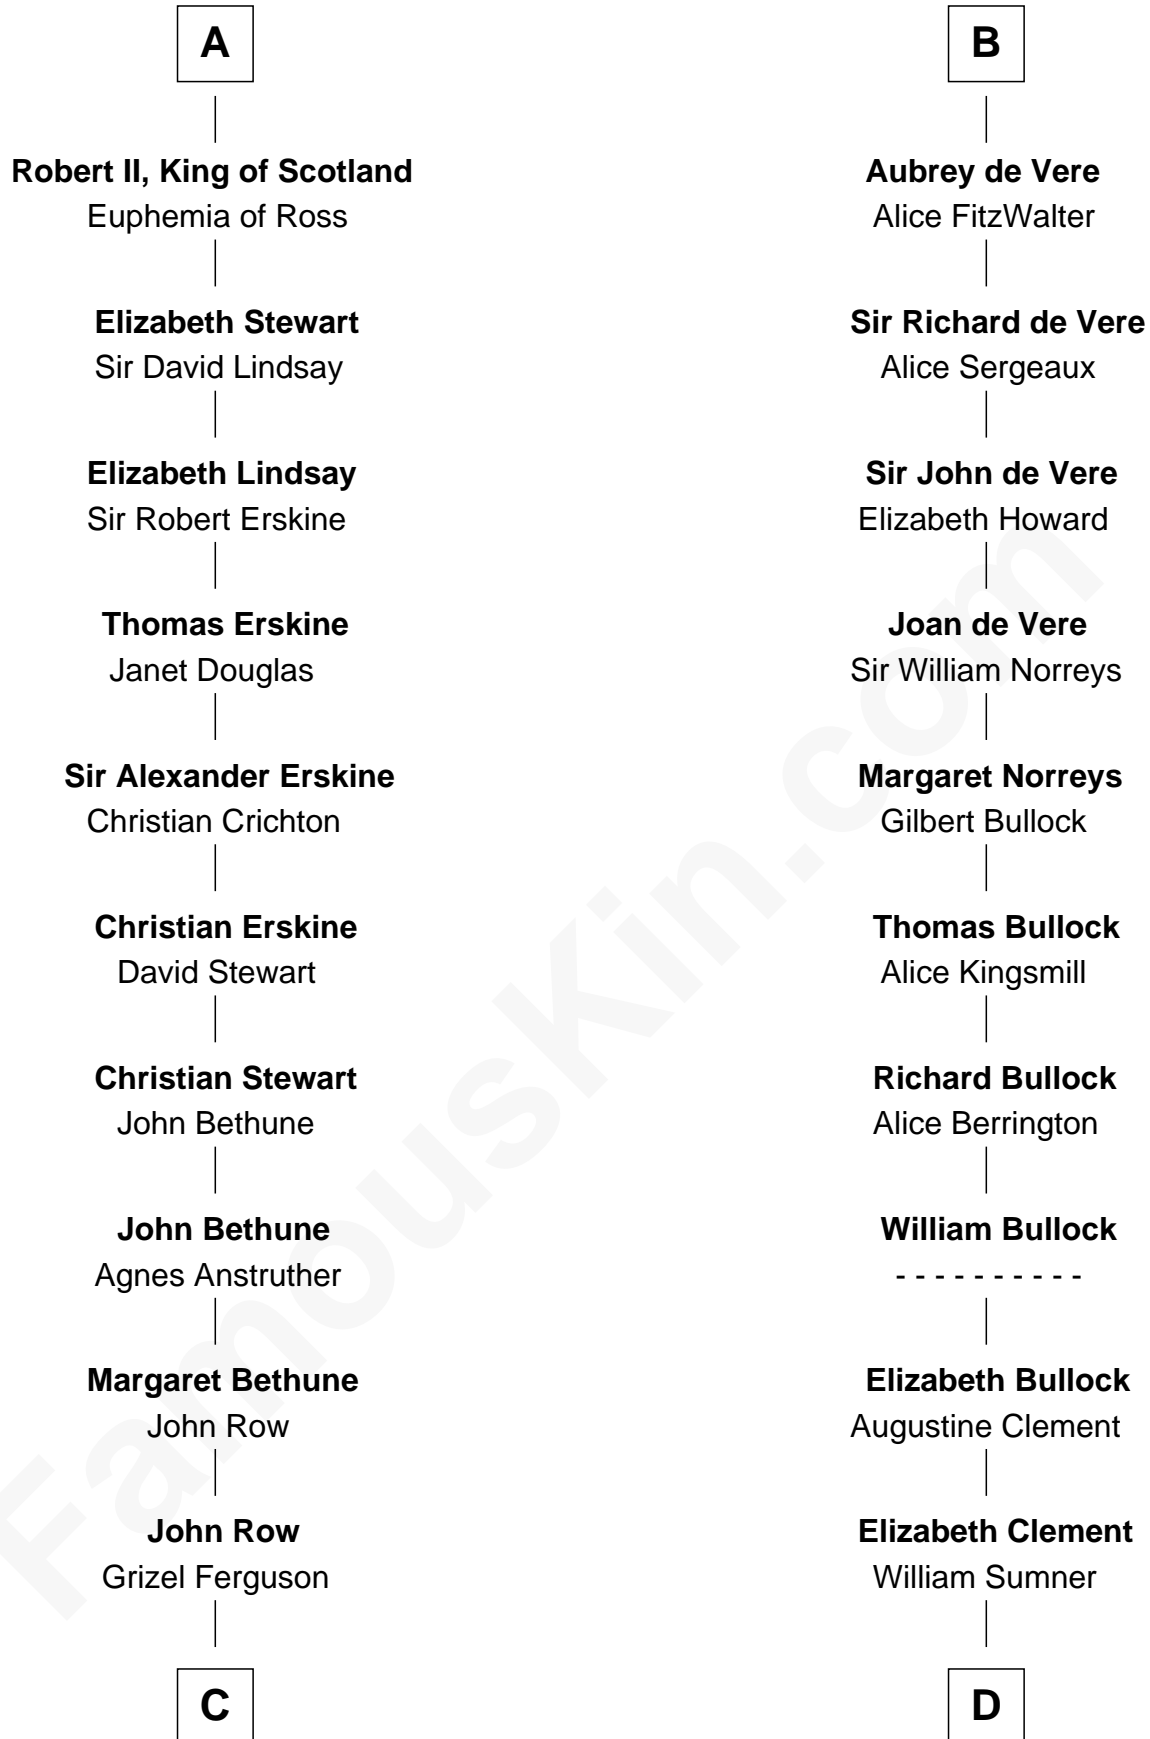 A
Robert II, King of Scotland
Euphemia of Ross
Elizabeth Stewart
Sir David Lindsay
Elizabeth Lindsay
Sir Robert Erskine
Thomas Erskine
Janet Douglas
Sir Alexander Erskine
Christian Crichton
Christian Erskine
David Stewart
Christian Stewart
John Bethune
John Bethune
Agnes Anstruther
Margaret Bethune
John Row
John Row
Grizel Ferguson
C
B
Aubrey de Vere
Alice FitzWalter
Sir Richard de Vere
Alice Sergeaux
Sir John de Vere
Elizabeth Howard
Joan de Vere
Sir William Norreys
Margaret Norreys
Gilbert Bullock
Thomas Bullock
Alice Kingsmill
Richard Bullock
Alice Berrington
William Bullock
- - - - - - - - - -
Elizabeth Bullock
Augustine Clement
Elizabeth Clement
William Sumner
D
FamousKin.com